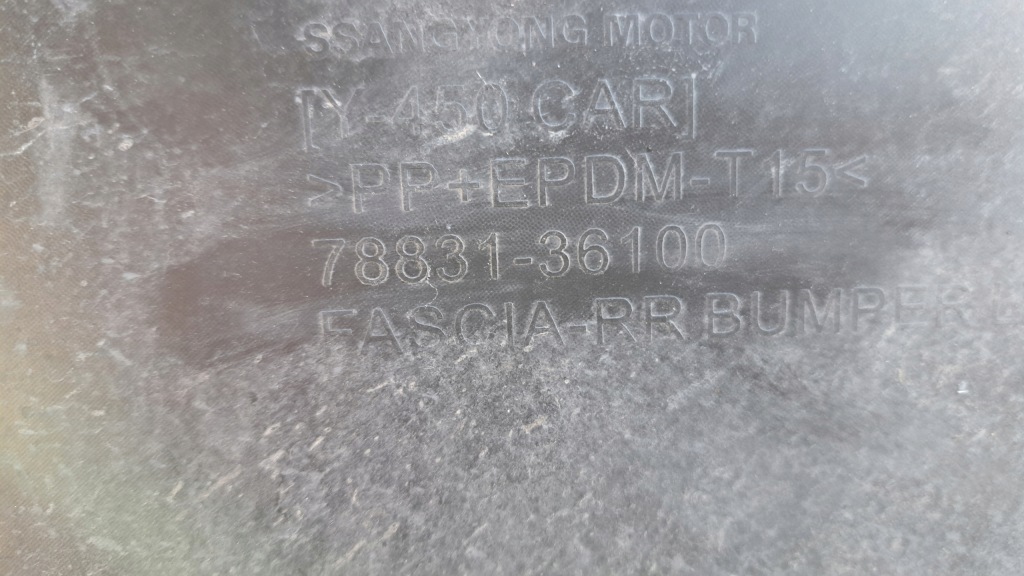 SSANGYONG MOTOR
[Y-450 CAR]
>PP+EPDM-T15<
78831-36100
FASCIA-RR BUMPER